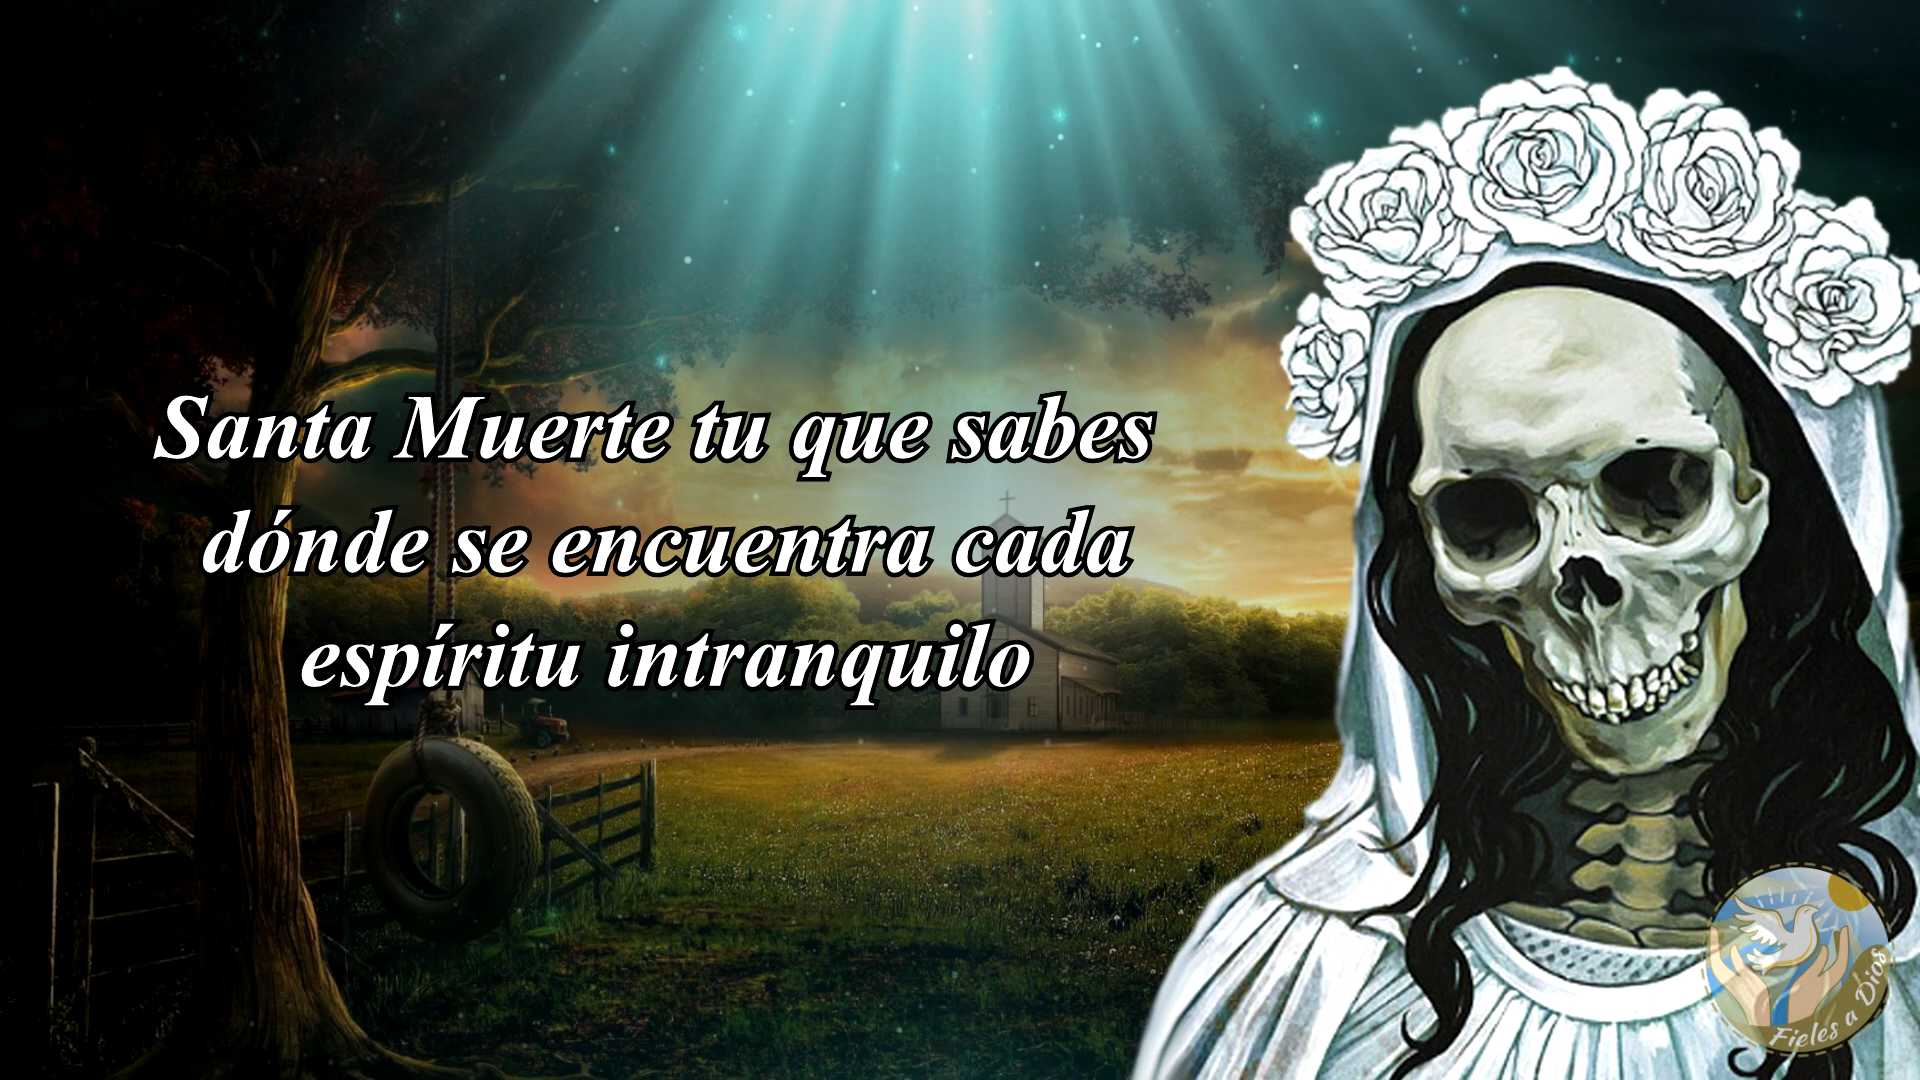 Santa Muerte tu que sabes
dónde se encuentra cada
espíritu intranquilo
Fieles a Dios